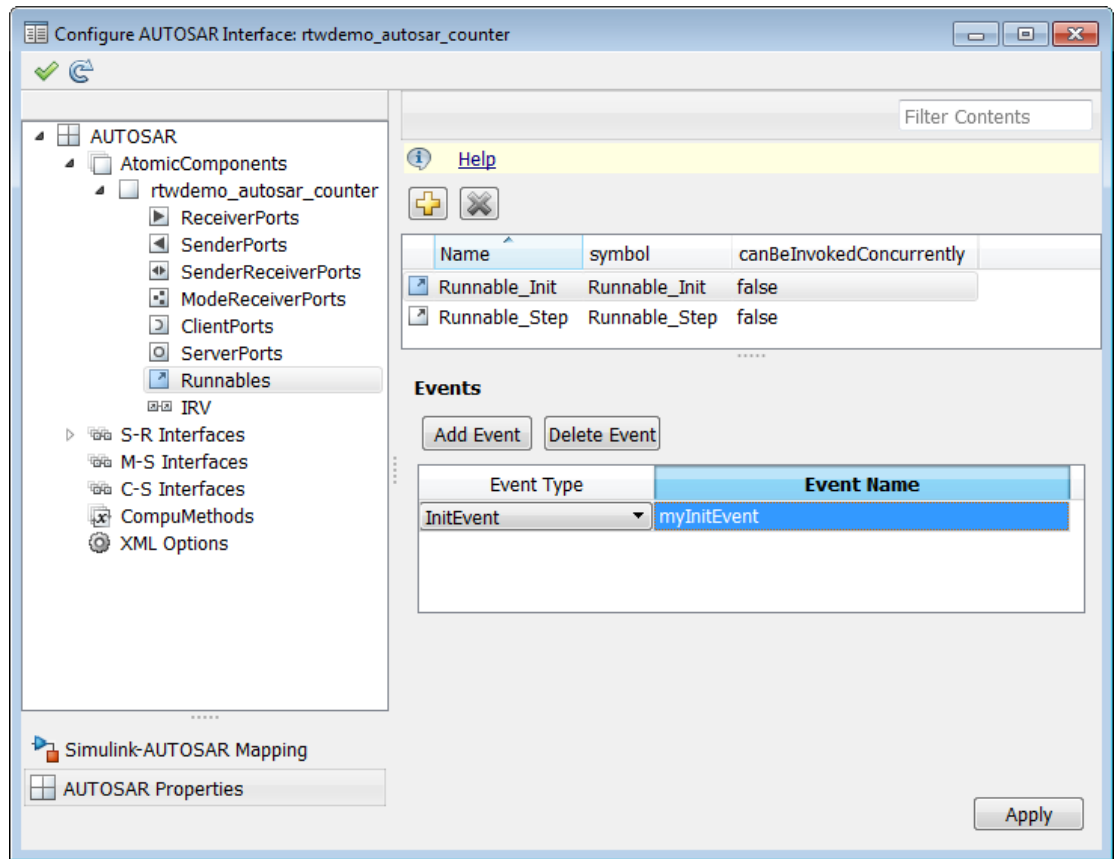 Configure AUTOSAR Interface: rtwdemo_autosar_counter
Filter Contents
AUTOSAR
AtomicComponents
rtwdemo_autosar_counter
ReceiverPorts
SenderPorts
SenderReceiverPorts
ModeReceiverPorts
ClientPorts
ServerPorts
Runnables
IRV
S-R Interfaces
M-S Interfaces
C-S Interfaces
CompuMethods
XML Options
Simulink-AUTOSAR Mapping
AUTOSAR Properties
Help
Name symbol canBeInvokedConcurrently
Runnable_Init Runnable_Init false
Runnable_Step Runnable_Step false
Events
Add Event Delete Event
Event Type Event Name
InitEvent myInitEvent
Apply